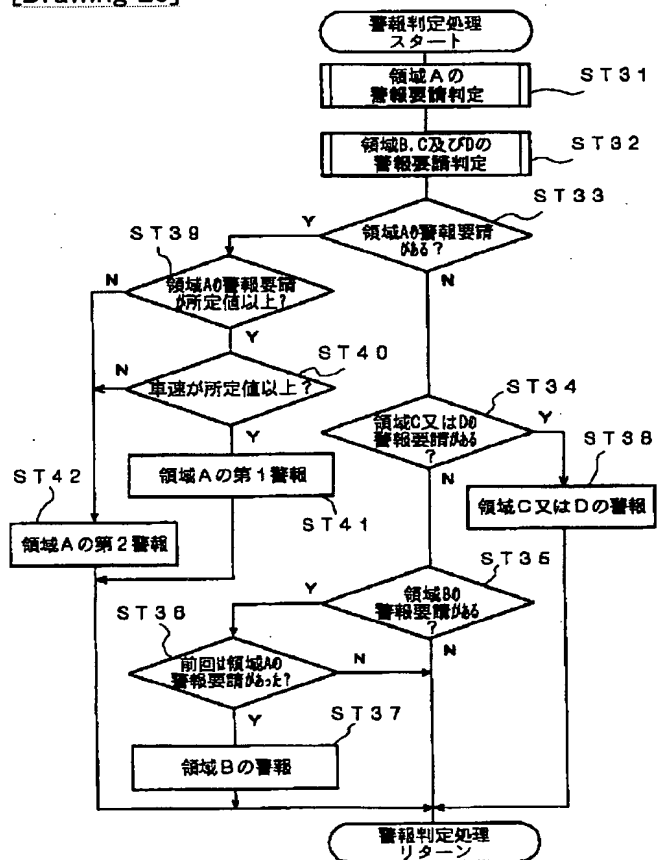 警報判定処理
スタート
領域Aの
警報要請判定
ST31
領域B.C及びDの
警報要請判定
ST32
ST33
領域Aの警報要請
がある?
Y
N
ST39
領域Aの警報要請
が所定値以上?
N
Y
ST40
車速が所定値以上?
N
Y
ST34
領域C又はDの
警報要請がある
?
Y
N
ST38
領域C又はDの警報
領域Aの第1警報
ST41
ST42
領域Aの第2警報
ST35
領域Bの
警報要請がある
?
Y
N
ST36
前回は領域Aの
警報要請があった?
N
Y
ST37
領域Bの警報
警報判定処理
リターン